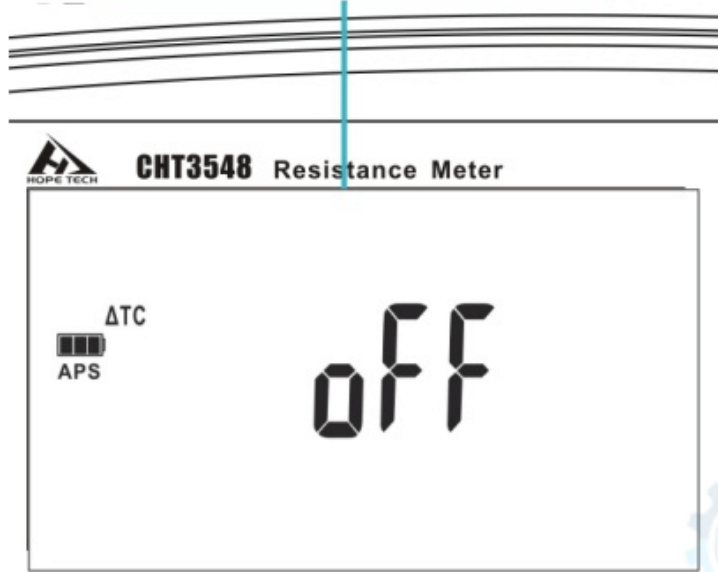 HOPE TECH
CHT3548 Resistance Meter
ΔTC
APS
oFF